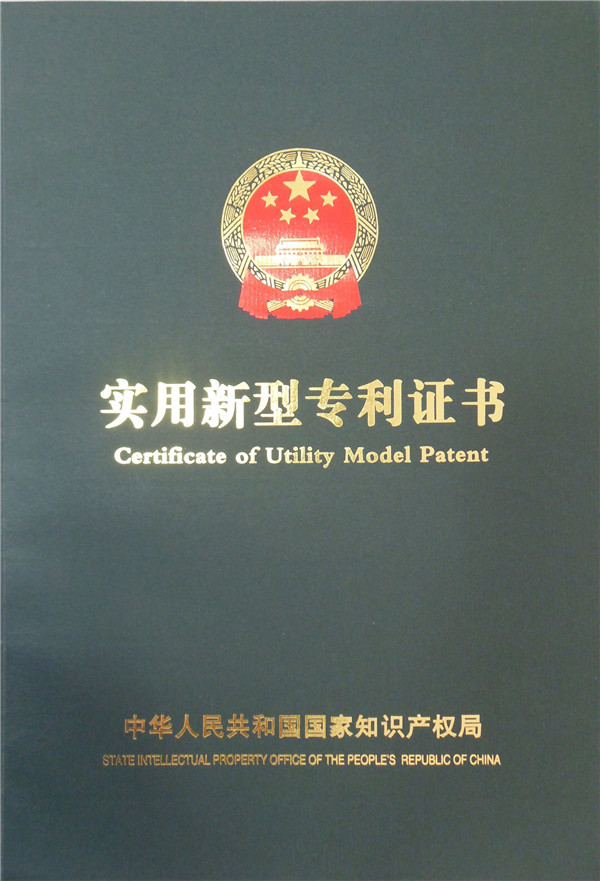 实用新型专利证书
Certificate of Utility Model Patent
中华人民共和国国家知识产权局
STATE INTELLECTUAL PROPERTY OFFICE OF THE PEOPLE'S REPUBLIC OF CHINA